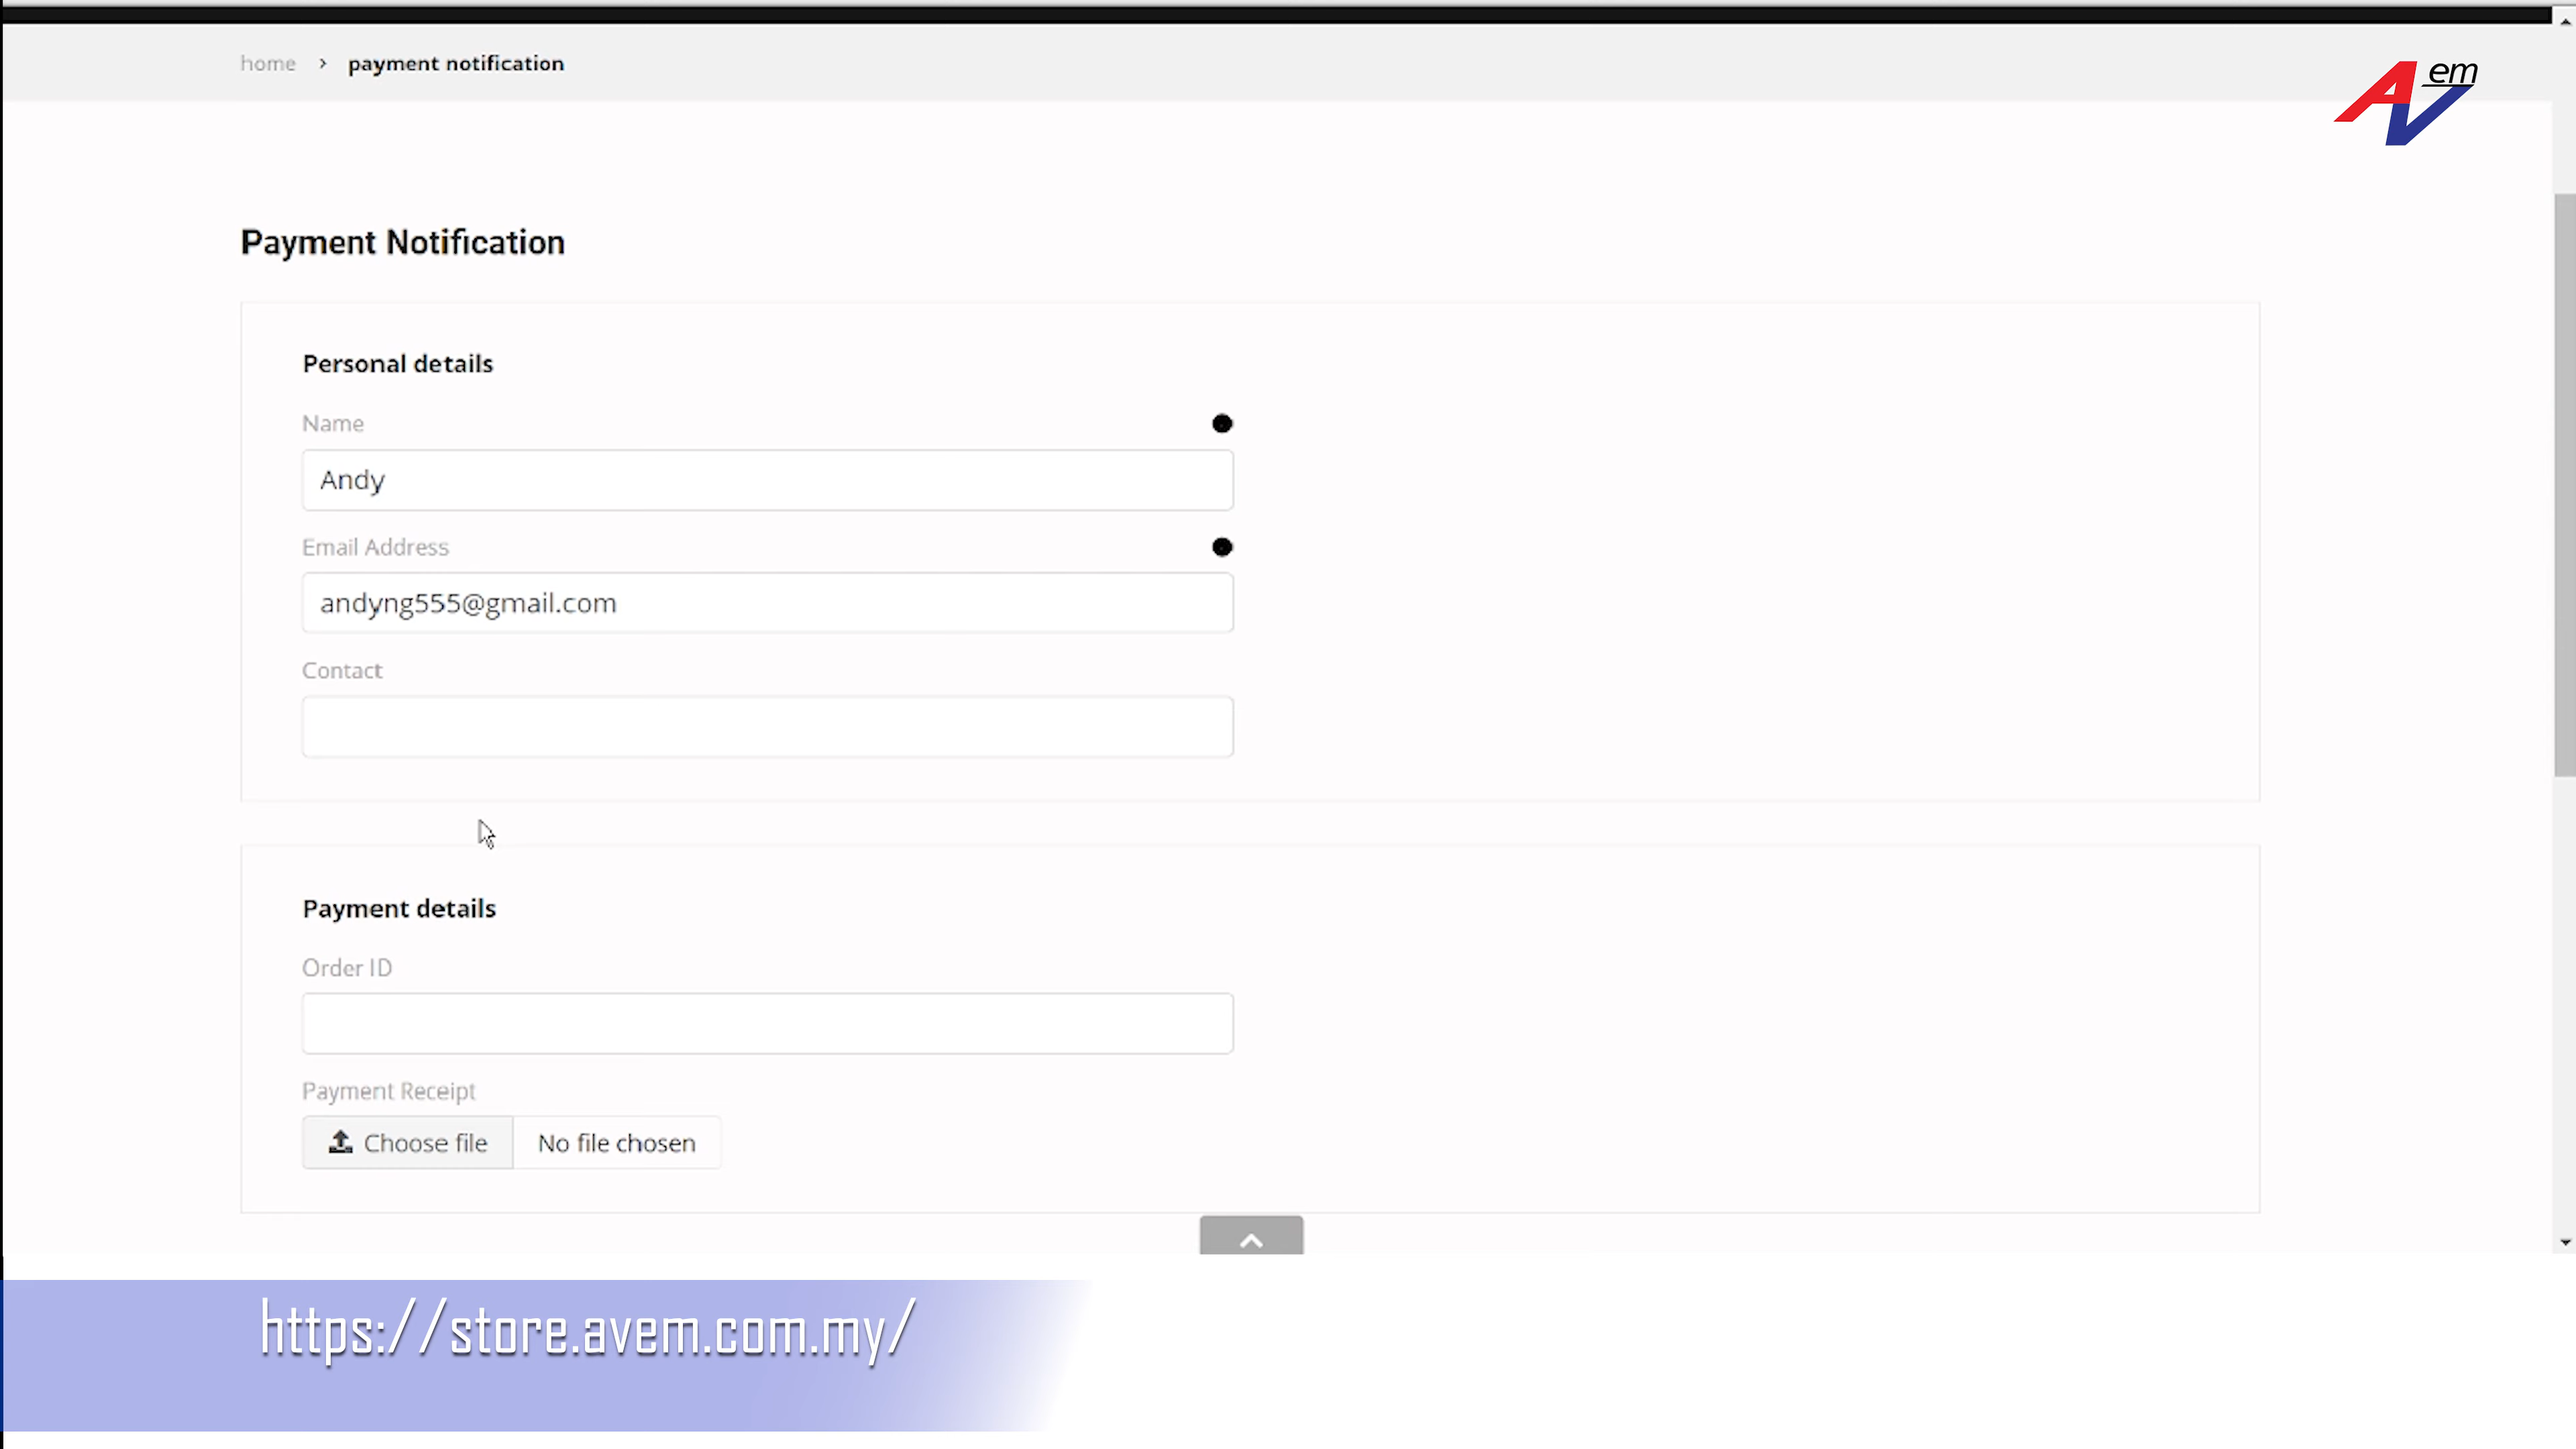 home > payment notification
AV em
Payment Notification
Personal details
Name
Andy
Email Address
andyng555@gmail.com
Contact
Payment details
Order ID
Payment Receipt
Choose file No file chosen
https://store.avem.com.my/